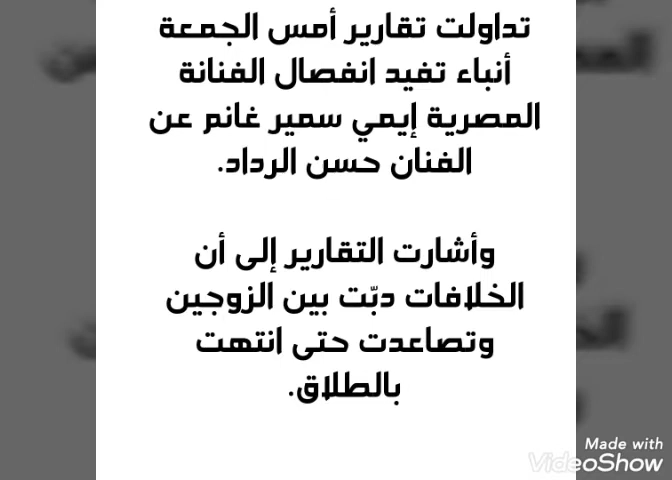 تداولت تقارير أمس الجمعة
أنباء تفيد انفصال الفنانة
المصرية إيمي سمير غانم عن
الفنان حسن الرداد.
وأشارت التقارير إلى أن
الخلافات دبّت بين الزوجين
وتصاعدت حتى انتهت
بالطلاق.
Made with
VideoShow